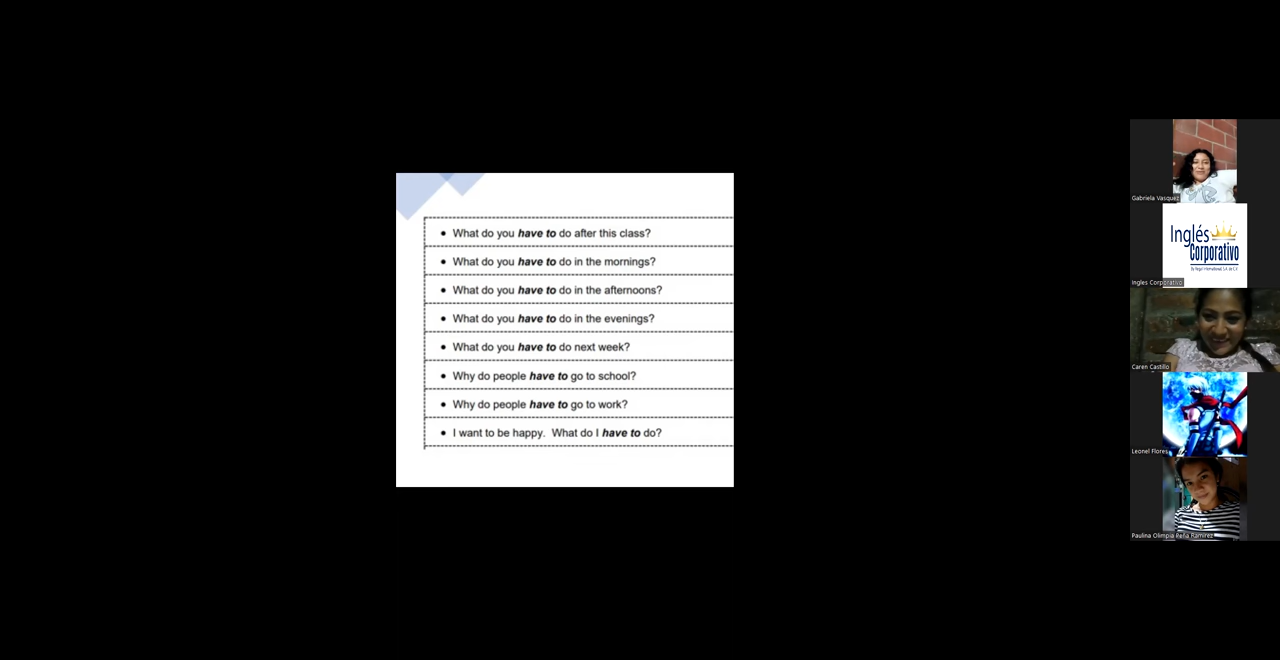 • What do you have to do after this class?
• What do you have to do in the mornings?
• What do you have to do in the afternoons?
• What do you have to do in the evenings?
• What do you have to do next week?
• Why do people have to go to school?
• Why do people have to go to work?
• I want to be happy. What do I have to do?
Gabriela Vasquez
Inglés
Corporativo
By Regal International, S.A. de C.V
Ingles Corporativo
Caren Castillo
Leonel Flores
Paulina Olimpia Peña Ramirez